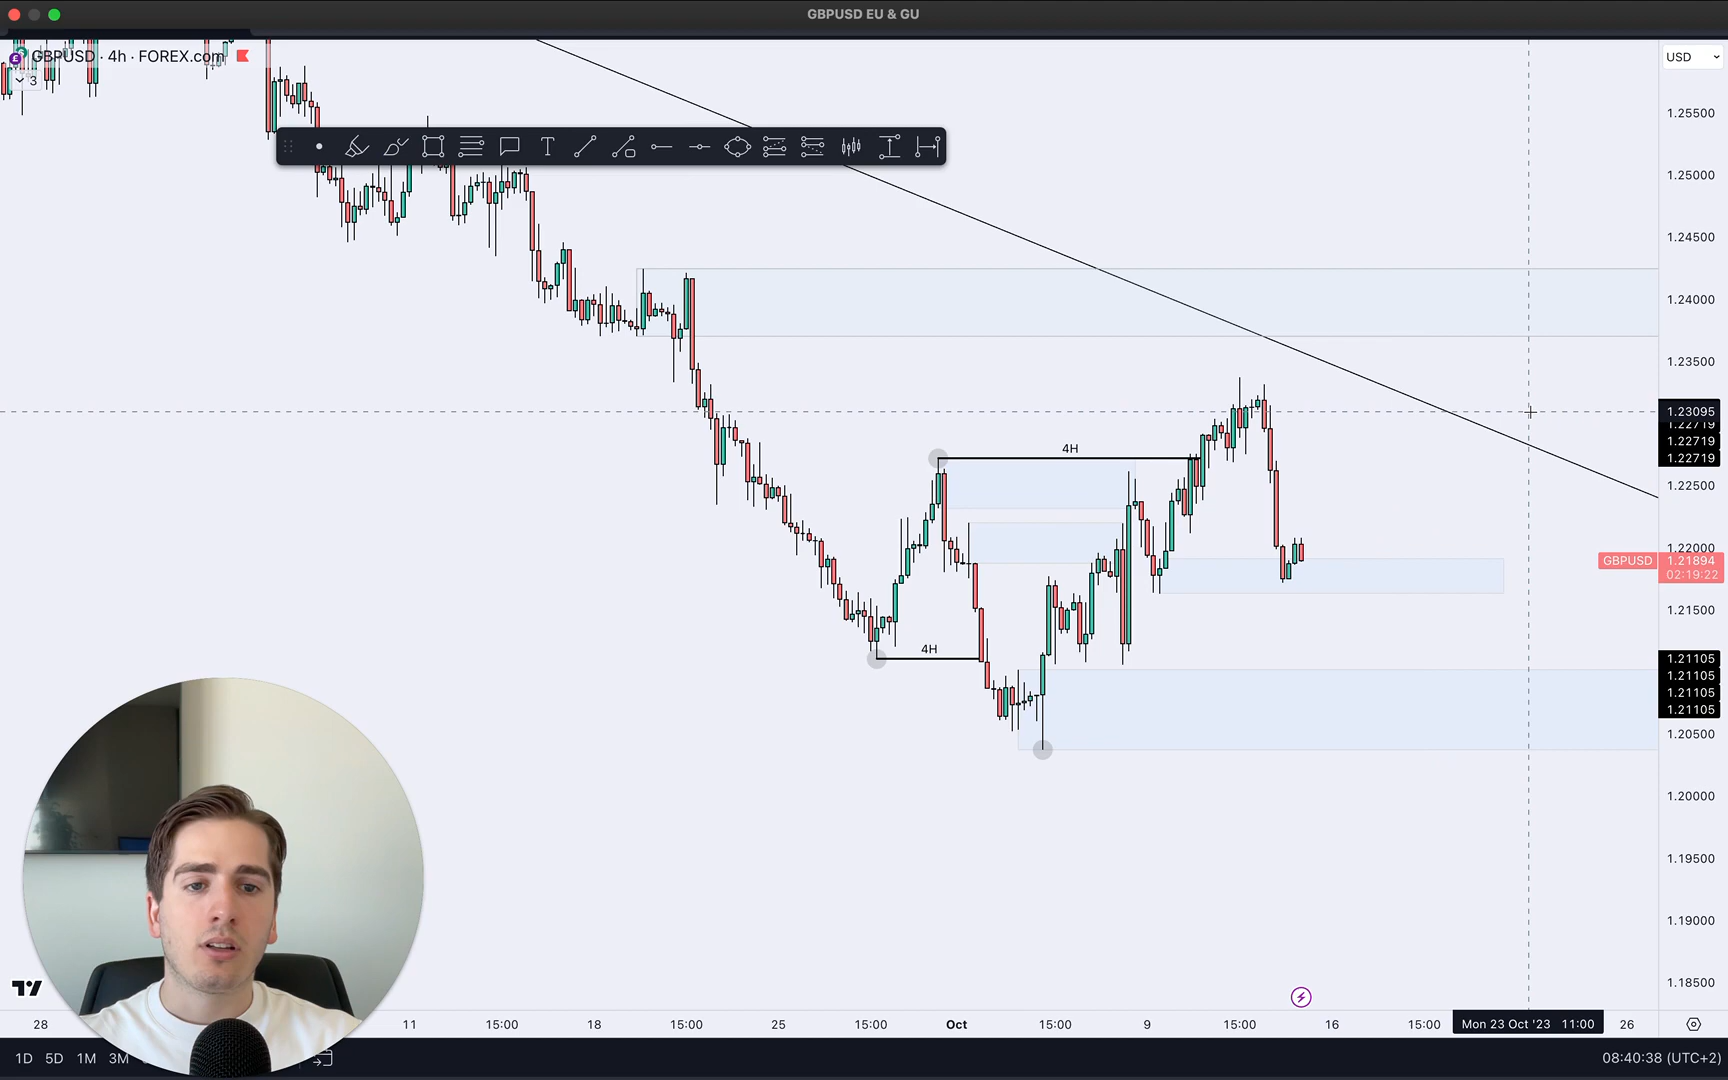 GBPUSD EU & GU
GBPUSD · 4h · FOREX.com
3
USD
1.25500
1.25000
1.24500
1.24000
1.23500
1.23095
1.22719
1.22719
1.22719
1.22500
1.22000
GBPUSD 1.21894
02:19:22
1.21500
1.21105
1.21105
1.21105
1.21105
1.20500
1.20000
1.19500
1.19000
1.18500
4H
4H
28 11 15:00 18 15:00 25 15:00 Oct 15:00 9 15:00 16 15:00 Mon 23 Oct '23 11:00 26
1D 5D 1M 3M
08:40:38 (UTC+2)